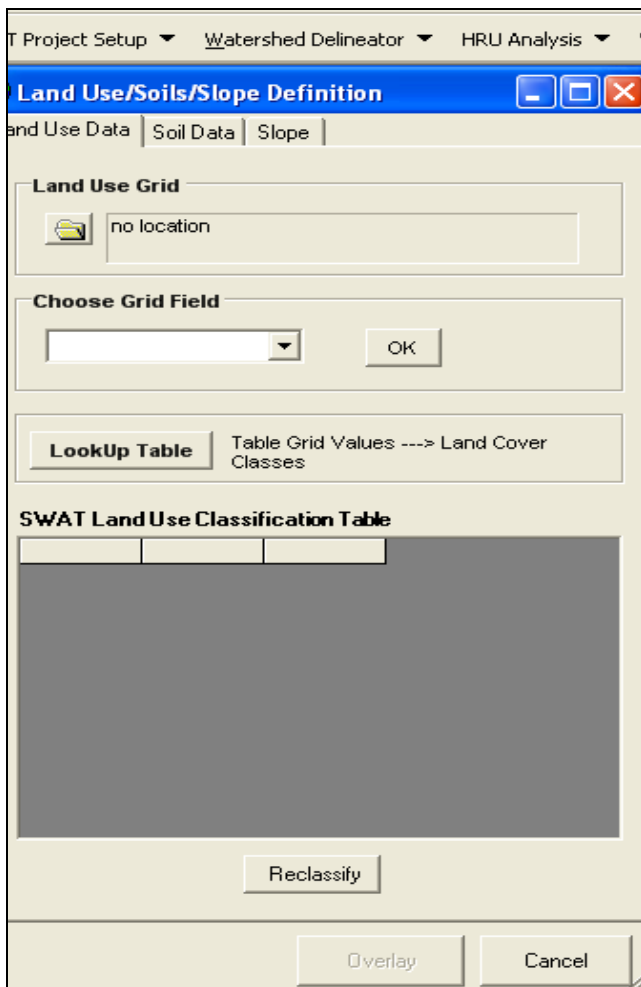 T Project Setup Watershed Delineator HRU Analysis
Land Use/Soils/Slope Definition
and Use Data Soil Data Slope
Land Use Grid
no location
Choose Grid Field
OK
LookUp Table
Table Grid Values ---> Land Cover
Classes
SWAT Land Use Classification Table
Reclassify
Overlay Cancel